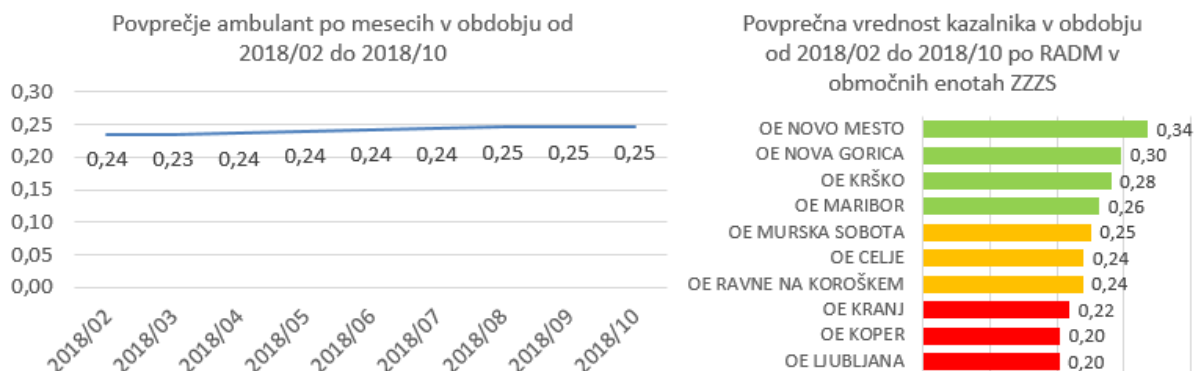 Povprečje ambulant po mesecih v obdobju od
2018/02 do 2018/10
0,30
0,25
0,20
0,15
0,10
0,05
0,00
0,24 0,23 0,24 0,24 0,24 0,24 0,25 0,25 0,25
2018/02 2018/03 2018/04 2018/05 2018/06 2018/07 2018/08 2018/09 2018/10
Povprečna vrednost kazalnika v obdobju
od 2018/02 do 2018/10 po RADM v
območnih enotah ZZZS
OE NOVO MESTO 0,34
OE NOVA GORICA 0,30
OE KRŠKO 0,28
OE MARIBOR 0,26
OE MURSKA SOBOTA 0,25
OE CELJE 0,24
OE RAVNE NA KOROŠKEM 0,24
OE KRANJ 0,22
OE KOPER 0,20
OE LJUBLJANA 0,20